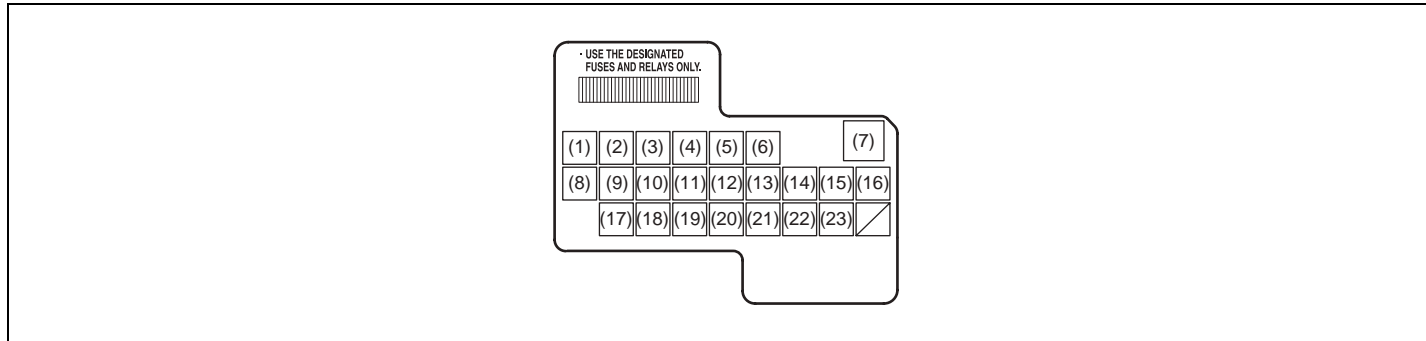 · USE THE DESIGNATED
FUSES AND RELAYS ONLY.
(1) (2) (3) (4) (5) (6) (7)
(8) (9) (10) (11) (12) (13) (14) (15) (16)
(17) (18) (19) (20) (21) (22) (23)